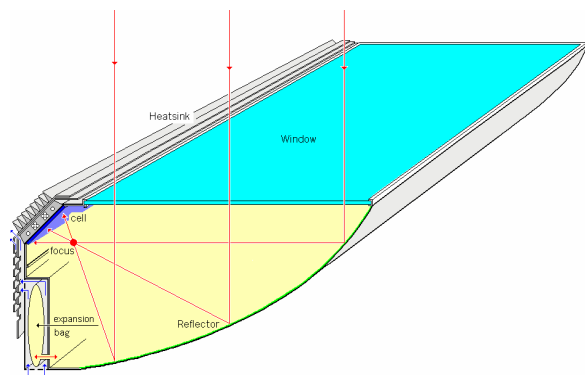 Heatsink
Window
cell
focus
expansion
bag
Reflector